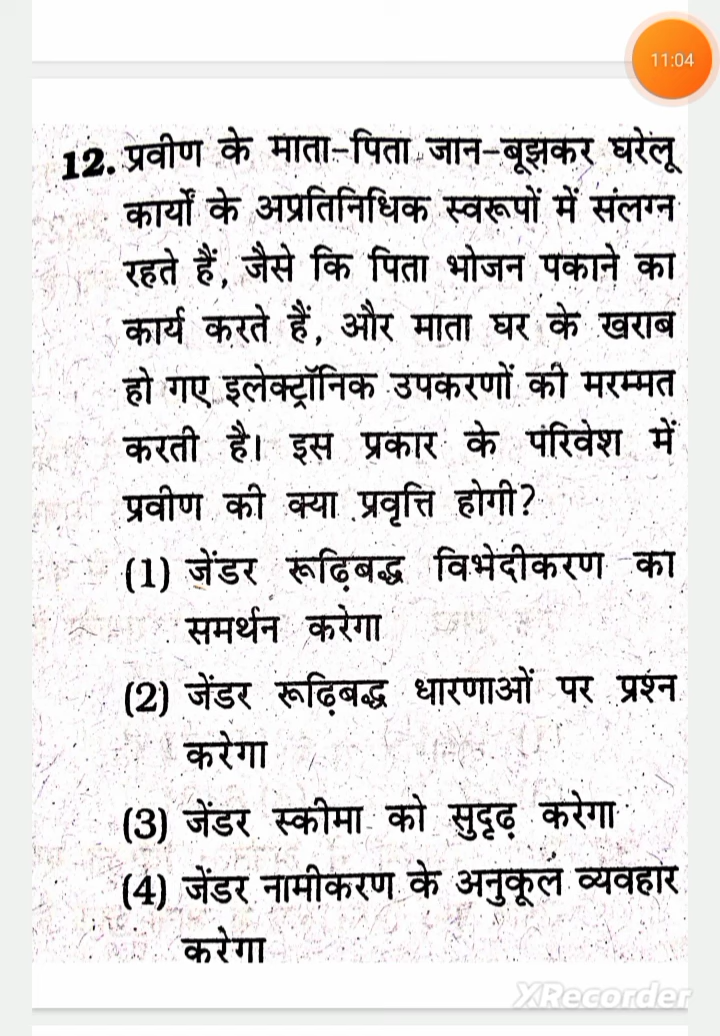 11:04
12. प्रवीण के माता-पिता जान-बूझकर घरेलू
कार्यों के अप्रतिनिधिक स्वरूपों में संलग्न
रहते हैं, जैसे कि पिता भोजन पकाने का
कार्य करते हैं, और माता घर के खराब
हो गए इलेक्ट्रॉनिक उपकरणों की मरम्मत
करती है। इस प्रकार के परिवेश में
प्रवीण की क्या प्रवृत्ति होगी?
(1) जेंडर रूढ़िबद्ध विभेदीकरण का
समर्थन करेगा
(2) जेंडर रूढ़िबद्ध धारणाओं पर प्रश्न
करेगा
(3) जेंडर स्कीमा को सुदृढ़ करेगा
(4) जेंडर नामीकरण के अनुकूल व्यवहार
करेगा
XRecorder